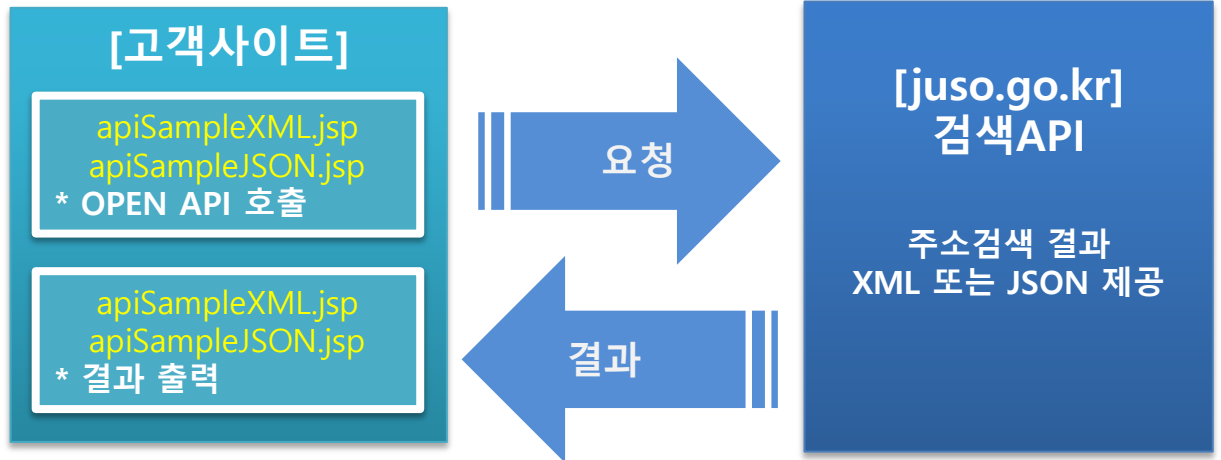 [고객사이트]
apiSampleXML.jsp
apiSampleJSON.jsp
* OPEN API 호출
apiSampleXML.jsp
apiSampleJSON.jsp
* 결과 출력
요청
결과
[juso.go.kr]
검색API
주소검색 결과
XML 또는 JSON 제공